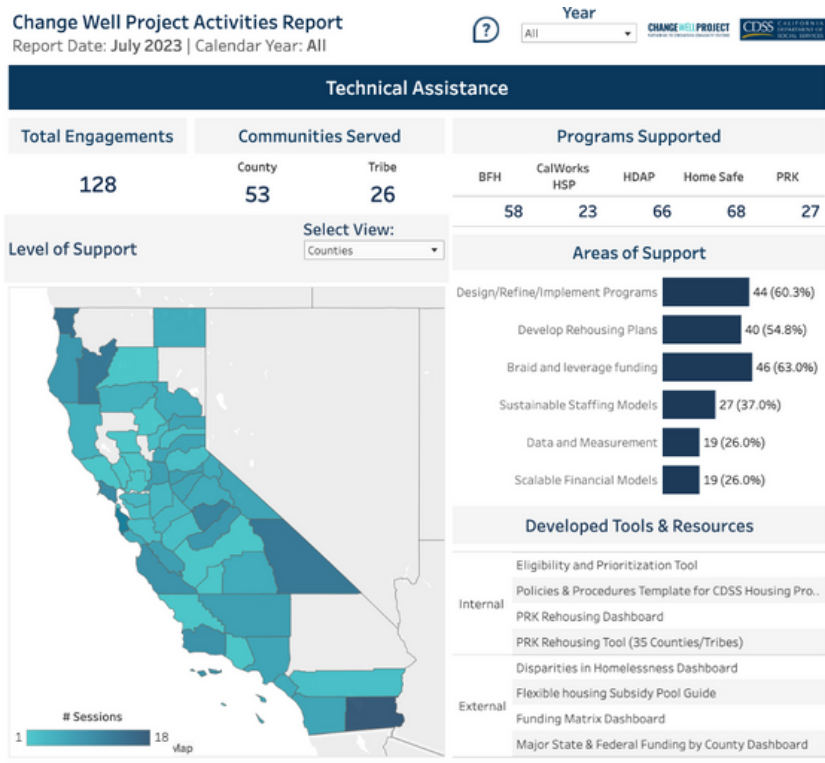 Change Well Project Activities Report
Report Date: July 2023 | Calendar Year: All
?
Year
All
CHANGE WELL PROJECT
CDSS CALIFORNIA DEPARTMENT OF SOCIAL SERVICES
Technical Assistance
Total Engagements
128
Communities Served
County
Tribe
53
26
Programs Supported
BFH
CalWorks HSP
HDAP
Home Safe
PRK
58
23
66
68
27
Level of Support
Select View:
Counties
# Sessions
1
18
Map
Areas of Support
Design/Refine/Implement Programs 44 (60.3%)
Develop Rehousing Plans 40 (54.8%)
Braid and leverage funding 46 (63.0%)
Sustainable Staffing Models 27 (37.0%)
Data and Measurement 19 (26.0%)
Scalable Financial Models 19 (26.0%)
Developed Tools & Resources
Internal
Eligibility and Prioritization Tool
Policies & Procedures Template for CDSS Housing Pro..
PRK Rehousing Dashboard
PRK Rehousing Tool (35 Counties/Tribes)
External
Disparities in Homelessness Dashboard
Flexible housing Subsidy Pool Guide
Funding Matrix Dashboard
Major State & Federal Funding by County Dashboard